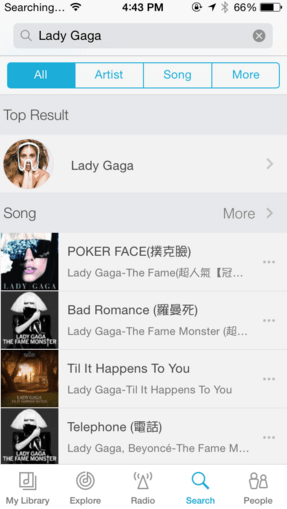 Searching... 4:43 PM 66%
Lady Gaga
All Artist Song More
Top Result
Lady Gaga
Song More
POKER FACE(撲克臉)
Lady Gaga-The Fame(超人氣【冠...
LADY GAGA
Bad Romance (羅曼死)
Lady Gaga-The Fame Monster (超...
LADY GAGA
THE FAME MONSTER
Til It Happens To You
Lady Gaga-Til It Happens To You
LADY GAGA
Telephone (電話)
Lady Gaga, Beyoncé-The Fame M...
LADY GAGA
THE FAME MONSTER
My Library Explore Radio Search People